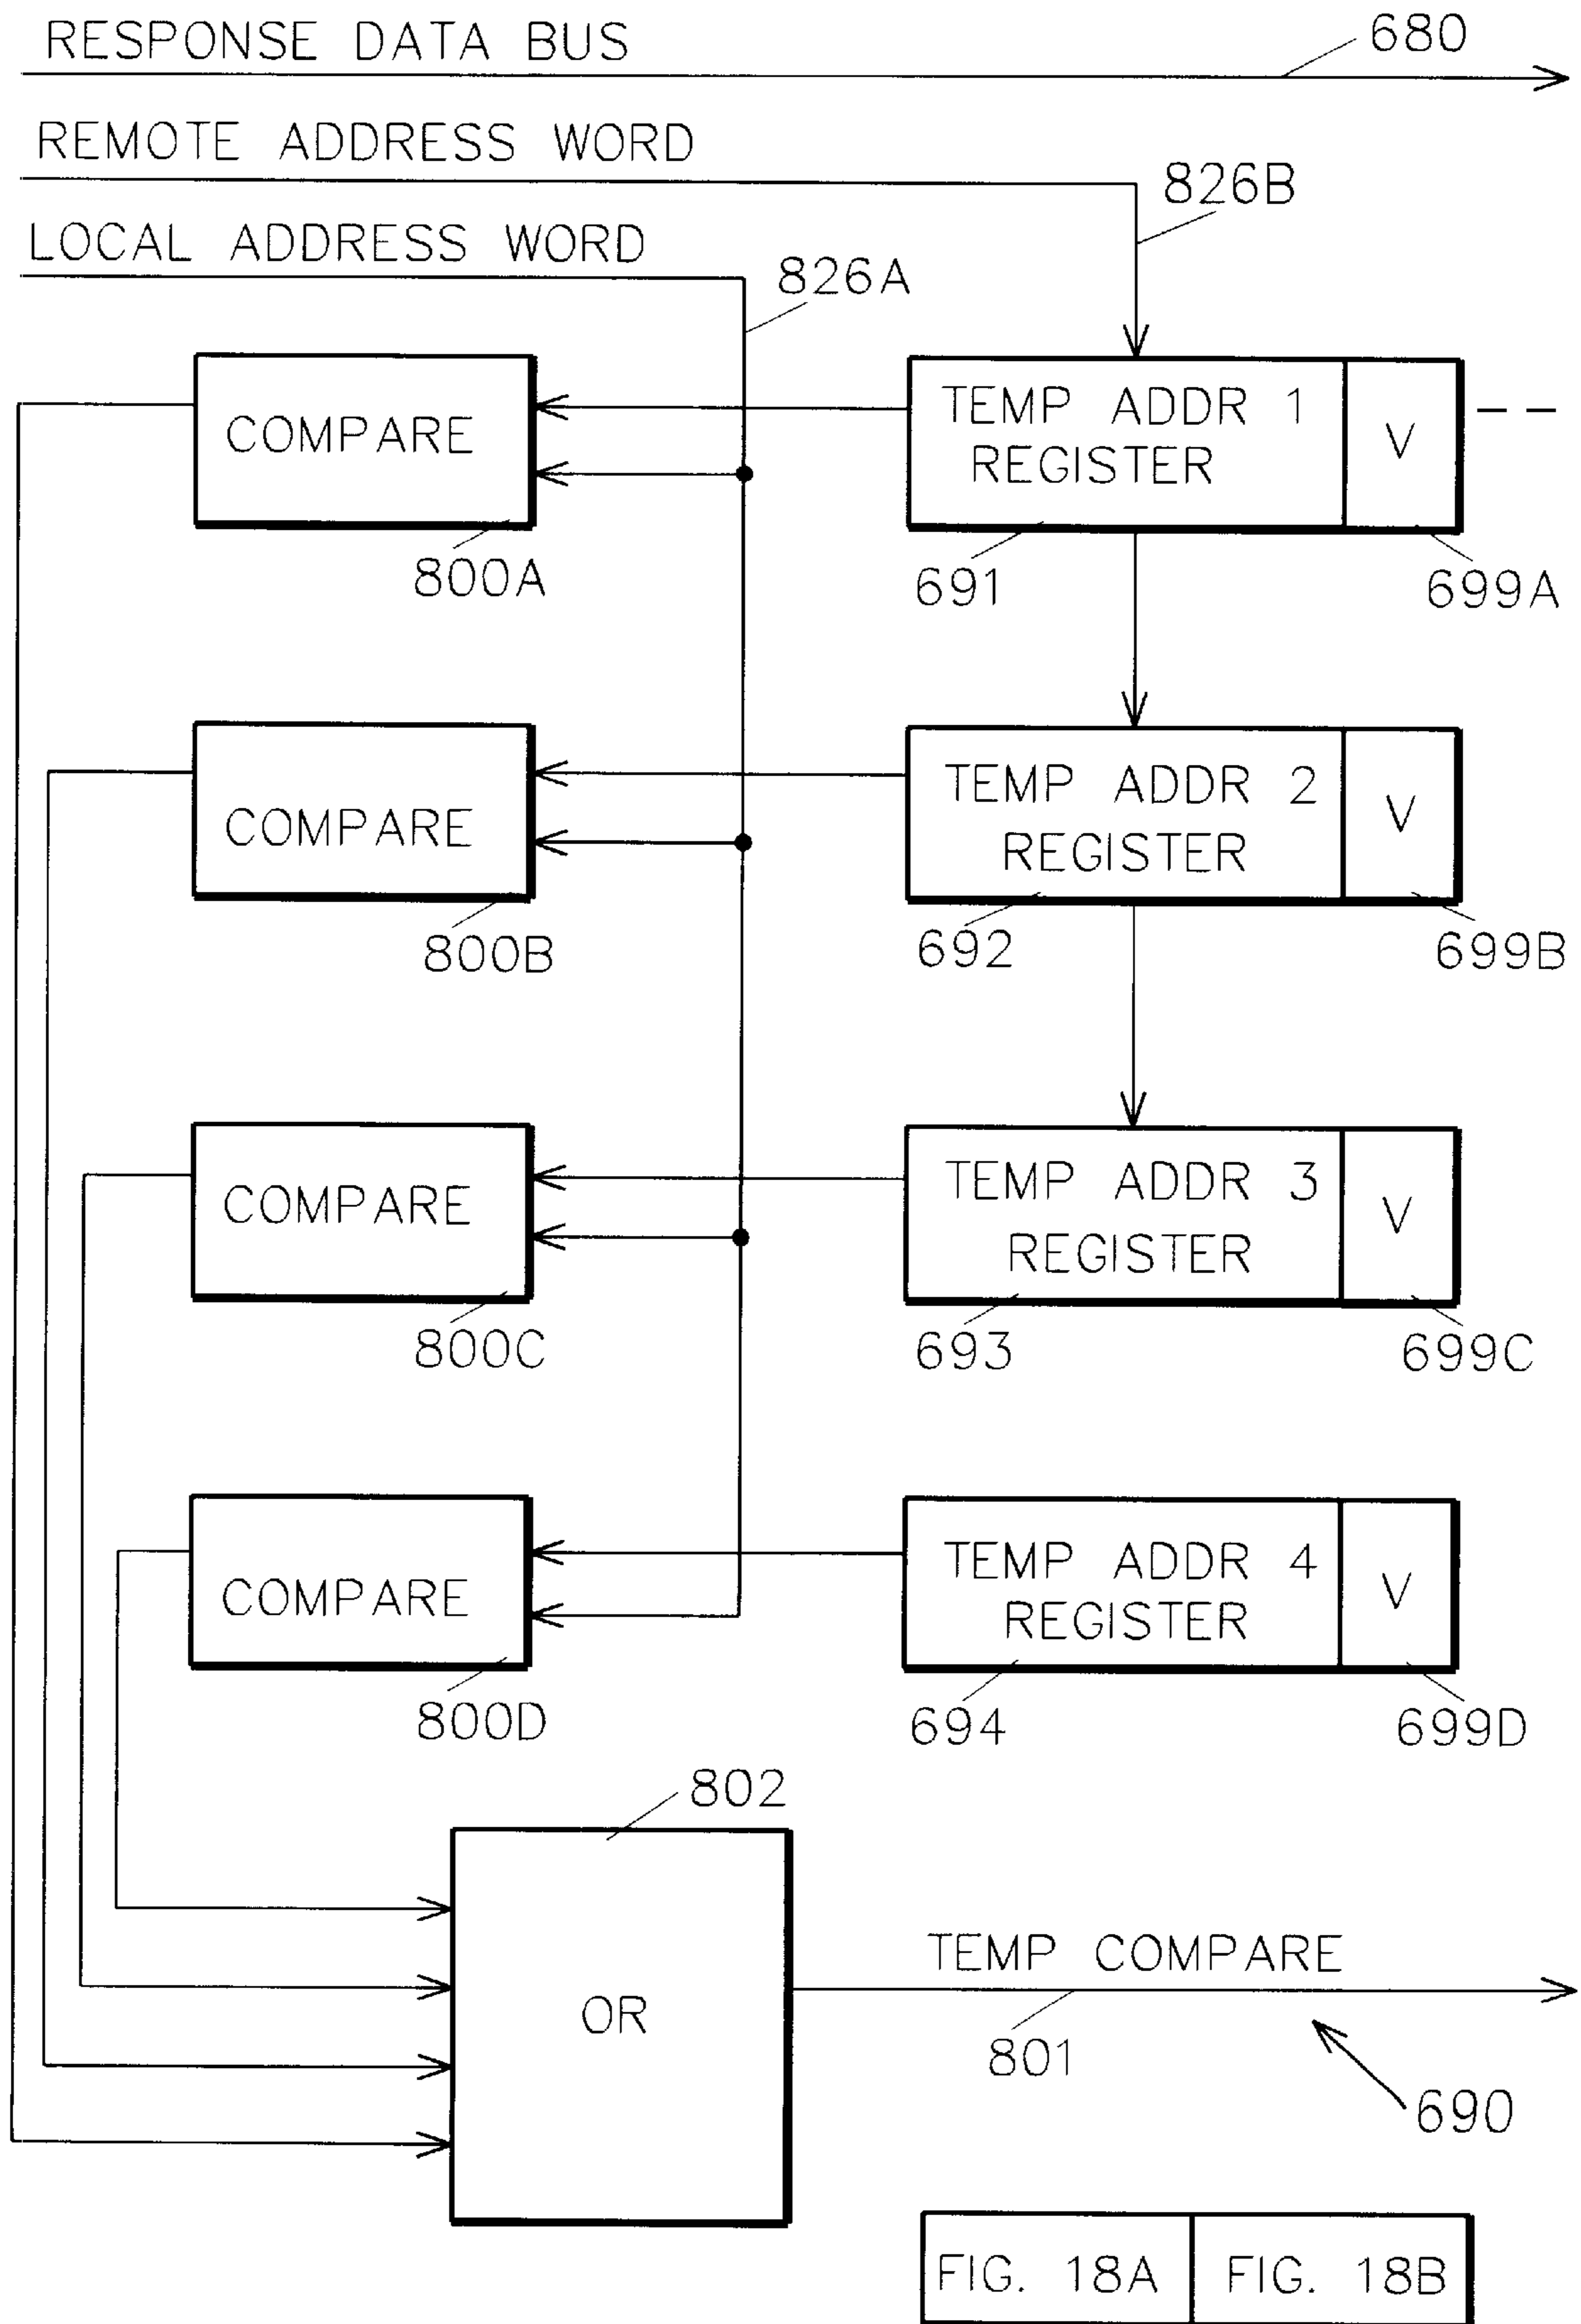 RESPONSE DATA BUS
680
REMOTE ADDRESS WORD
826B
LOCAL ADDRESS WORD
826A
COMPARE
TEMP ADDR 1
REGISTER
V
800A
691
699A
COMPARE
TEMP ADDR 2
REGISTER
V
800B
692
699B
COMPARE
TEMP ADDR 3
REGISTER
V
800C
693
699C
COMPARE
TEMP ADDR 4
REGISTER
V
800D
694
699D
802
OR
TEMP COMPARE
801
690
FIG. 18A
FIG. 18B